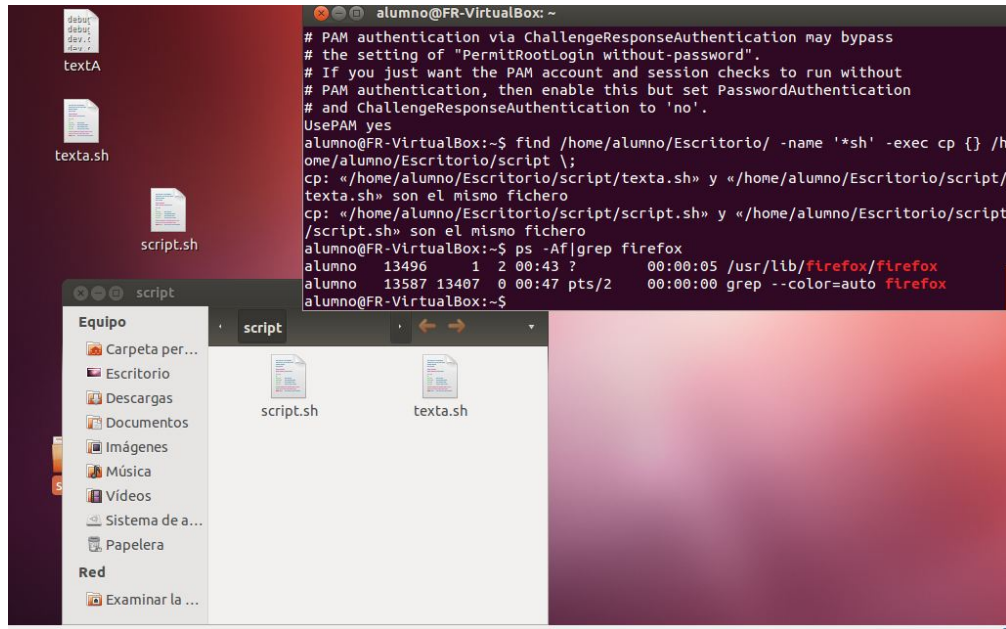 debug
debug
dev.c
textA
texta.sh
script.sh
alumno@FR-VirtualBox: ~
# PAM authentication via ChallengeResponseAuthentication may bypass
# the setting of "PermitRootLogin without-password".
# If you just want the PAM account and session checks to run without
# PAM authentication, then enable this but set PasswordAuthentication
# and ChallengeResponseAuthentication to 'no'.
UsePAM yes
alumno@FR-VirtualBox:~$ find /home/alumno/Escritorio/ -name '*sh' -exec cp {} /h
ome/alumno/Escritorio/script \;
cp: «/home/alumno/Escritorio/script/texta.sh» y «/home/alumno/Escritorio/script/
texta.sh» son el mismo fichero
cp: «/home/alumno/Escritorio/script/script.sh» y «/home/alumno/Escritorio/script
/script.sh» son el mismo fichero
alumno@FR-VirtualBox:~$ ps -Af|grep firefox
alumno   13496     1  2 00:43 ?        00:00:05 /usr/lib/firefox/firefox
alumno   13587 13407  0 00:47 pts/2    00:00:00 grep --color=auto firefox
alumno@FR-VirtualBox:~$
script
Equipo
Carpeta per...
Escritorio
Descargas
Documentos
Imágenes
Música
Vídeos
Sistema de a...
Papelera
Red
Examinar la ...
script
script.sh
texta.sh